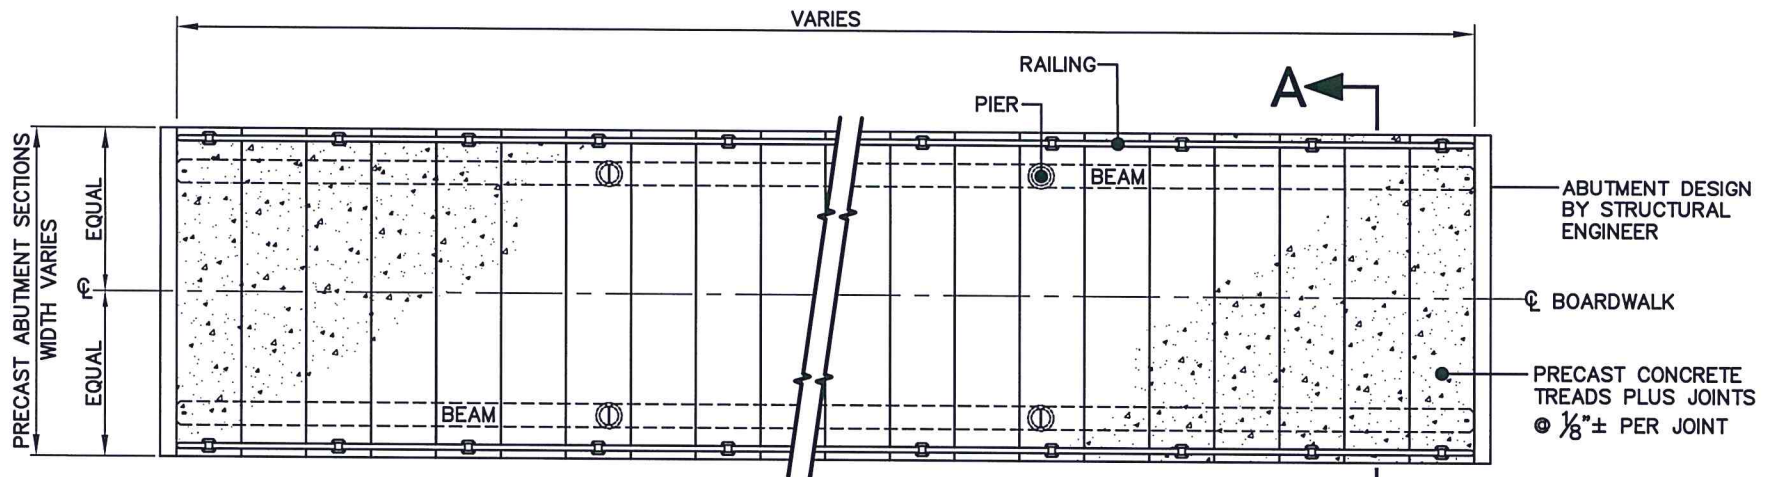 VARIES
RAILING
PIER
A
BEAM
ABUTMENT DESIGN
BY STRUCTURAL
ENGINEER
PRECAST ABUTMENT SECTIONS
WIDTH VARIES
EQUAL
EQUAL
℄
℄ BOARDWALK
BEAM
PRECAST CONCRETE
TREADS PLUS JOINTS
@ 1/8"± PER JOINT